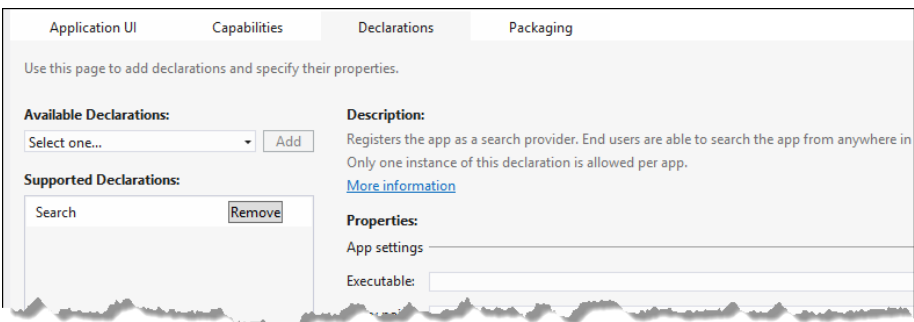 Application UI Capabilities Declarations Packaging
Use this page to add declarations and specify their properties.
Available Declarations:
Select one... Add
Supported Declarations:
Search Remove
Description:
Registers the app as a search provider. End users are able to search the app from anywhere in
Only one instance of this declaration is allowed per app.
More information
Properties:
App settings
Executable: